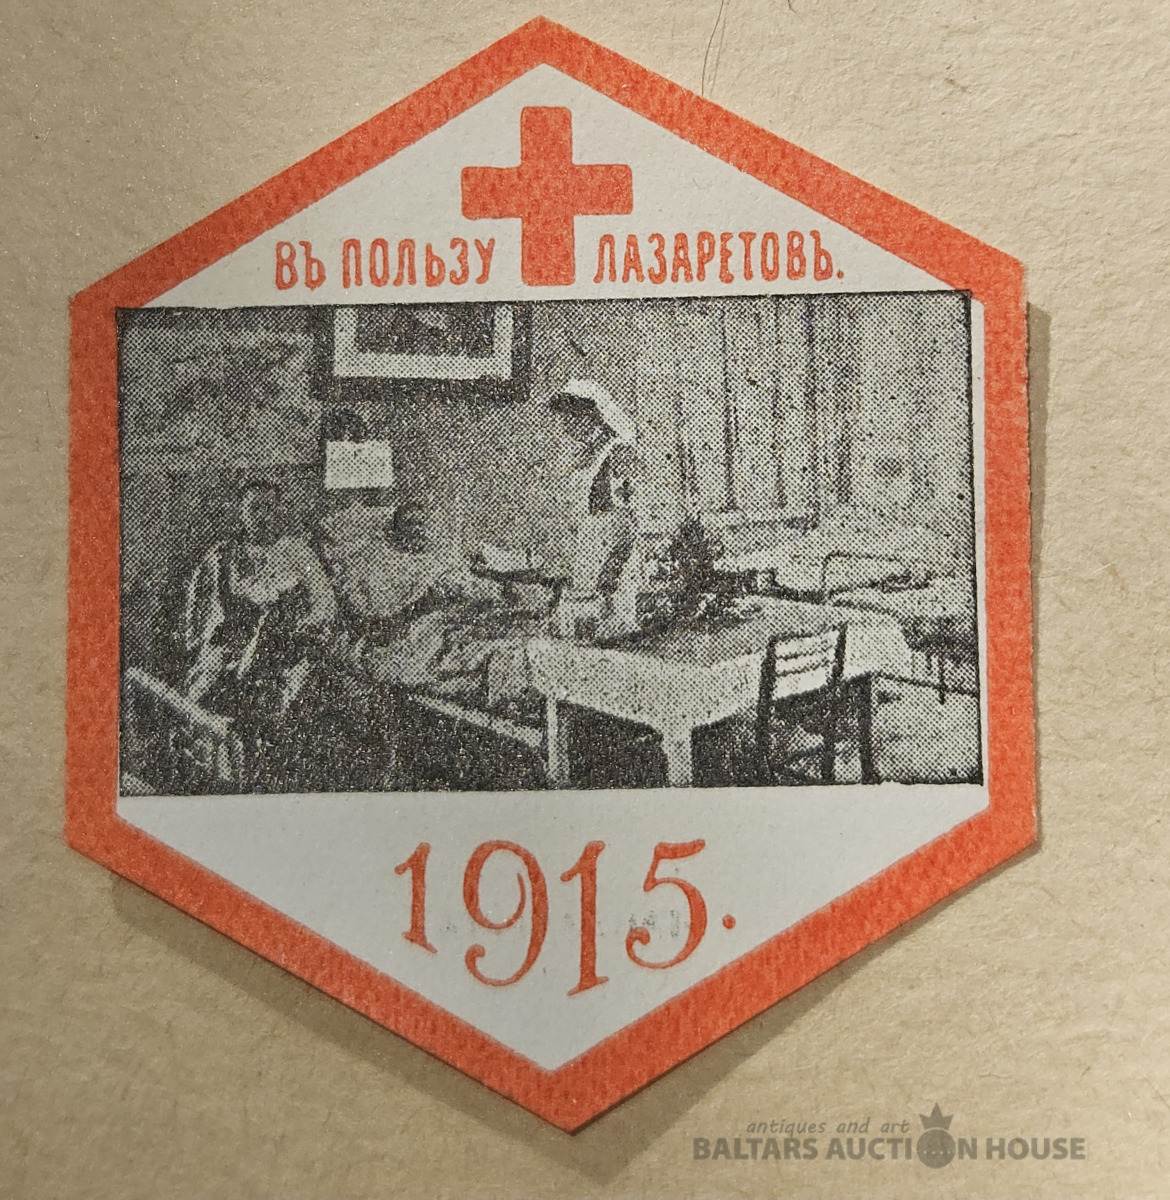 ВЪ ПОЛЬЗУ ЛАЗАРЕТОВЪ.
1915.
antiques and art
BALTARS AUCTION HOUSE